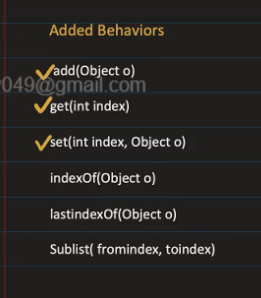 Added Behaviors
add(Object o)
049@gmail.com
get(int index)
set(int index, Object o)
indexOf(Object o)
lastindexOf(Object o)
Sublist( fromindex, toindex)